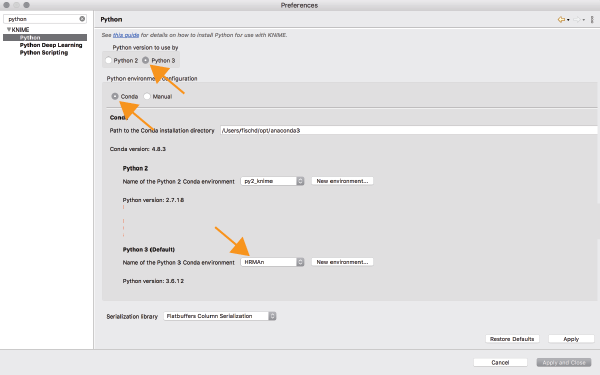 Preferences
python
KNIME
Python
Python Deep Learning
Python Scripting
Python
See this guide for details on how to install Python for use with KNIME.
Python version to use by
Python 2 Python 3
Python environment configuration
Conda Manual
Conda
Path to the Conda installation directory /Users/fischd/opt/anaconda3
Conda version: 4.8.3
Python 2
Name of the Python 2 Conda environment py2_knime New environment...
Python version: 2.7.18
Python 3 (Default)
Name of the Python 3 Conda environment HRMAn New environment...
Python version: 3.6.12
Serialization library Flatbuffers Column Serialization
Restore Defaults Apply
Cancel Apply and Close